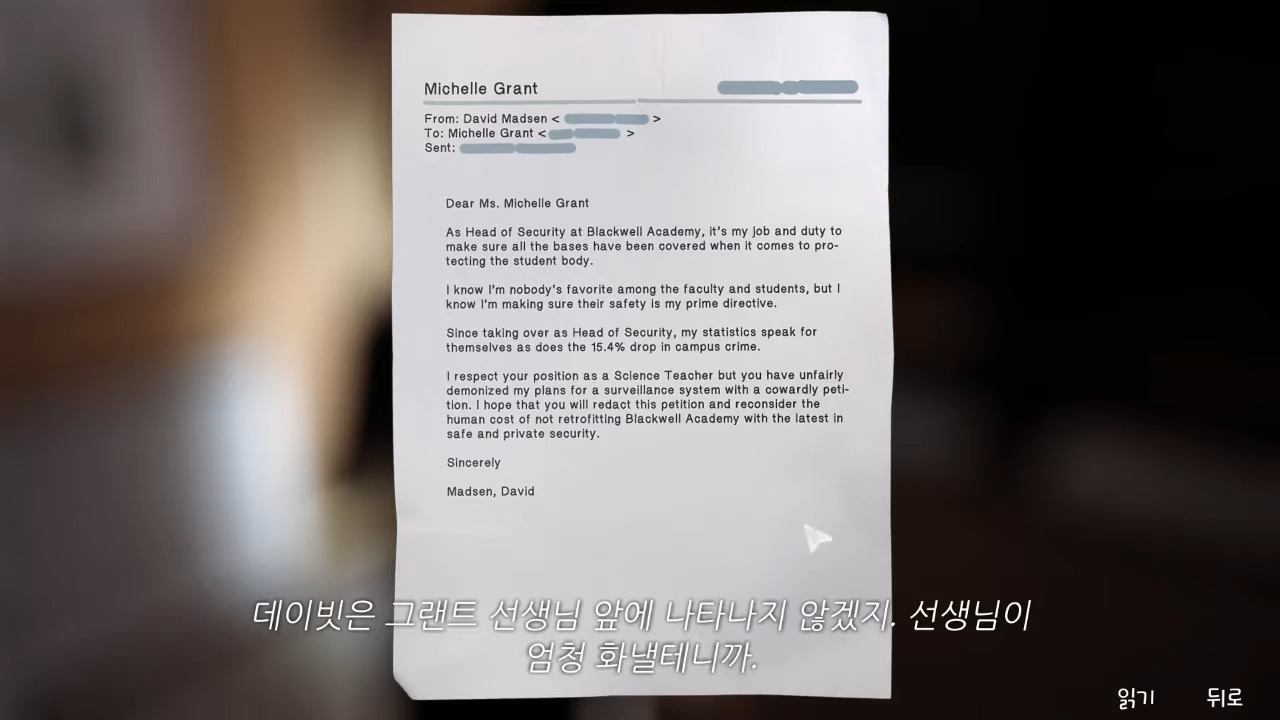 Michelle Grant
From: David Madsen < >
To: Michelle Grant < >
Sent:
Dear Ms. Michelle Grant
As Head of Security at Blackwell Academy, it's my job and duty to
make sure all the bases have been covered when it comes to pro-
tecting the student body.
I know I'm nobody's favorite among the faculty and students, but I
know I'm making sure their safety is my prime directive.
Since taking over as Head of Security, my statistics speak for
themselves as does the 15.4% drop in campus crime.
I respect your position as a Science Teacher but you have unfairly
demonized my plans for a surveillance system with a cowardly peti-
tion. I hope that you will redact this petition and reconsider the
human cost of not retrofitting Blackwell Academy with the latest in
safe and private security.
Sincerely
Madsen, David
데이빗은 그랜트 선생님 앞에 나타나지 않겠지. 선생님이
엄청 화낼테니까.
읽기 뒤로